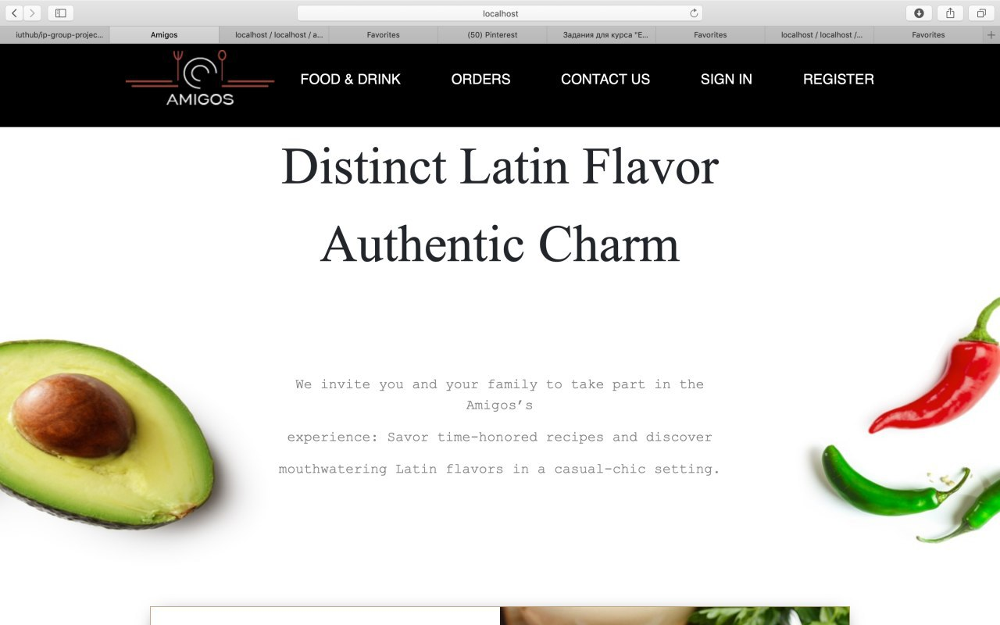 localhost
iuthub/ip-group-projec...
Amigos
localhost / localhost / a...
Favorites
(50) Pinterest
Задания для курса "E...
Favorites
localhost / localhost /...
Favorites
AMIGOS
FOOD & DRINK
ORDERS
CONTACT US
SIGN IN
REGISTER
Distinct Latin Flavor
Authentic Charm
We invite you and your family to take part in the
Amigos’s
experience: Savor time-honored recipes and discover
mouthwatering Latin flavors in a casual-chic setting.